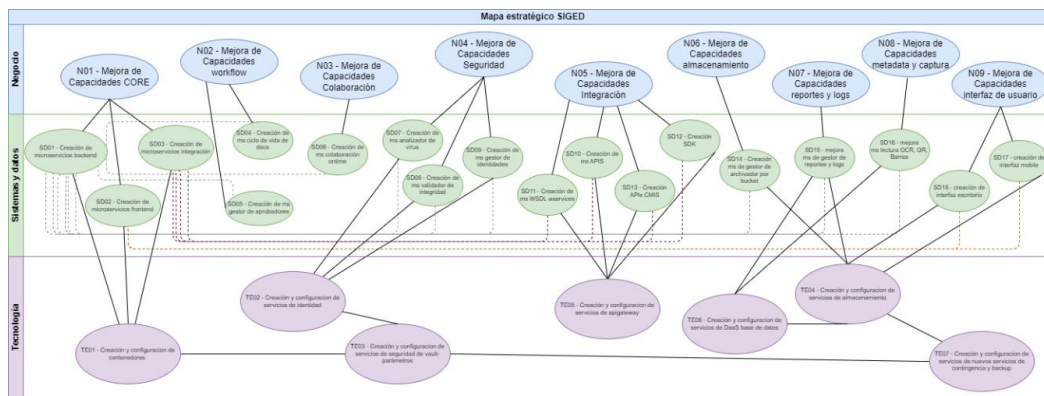 Mapa estratégico SIGED
Negocio
N01 - Mejora de
Capacidades CORE
N02 - Mejora de
Capacidades
workflow
N03 - Mejora de
Capacidades
Colaboración
N04 - Mejora de
Capacidades
Seguridad
N05 - Mejora de
Capacidades
Integración
N06 - Mejora de
Capacidades
almacenamiento
N07 - Mejora de
Capacidades
reportes y logs
N08 - Mejora de
Capacidades
metadata y captura
N09 - Mejora de
Capacidades
interfaz de usuario
Sistemas y datos
SD01 - Creación de
microservicios backend
SD02 - Creación de
microservicios frontend
SD03 - Creación de
microservicios integración
SD04 - Creación de
ms ciclo de vida de
docs
SD05 - Creación de ms
gestor de aprobadores
SD06 - Creación de
ms colaboración
online
SD07 - Creación de
ms analizador de
virus
SD08 - Creación de
ms validador de
integridad
SD09 - Creación de
ms gestor de
identidades
SD10 - Creación de
ms APIS
SD11 - Creación de
ms WSDL wservices
SD12 - Creación
SDK
SD13 - Creación
APIs CMIS
SD14 - Creación
ms de gestor de
archivador por
bucket
SD15 - mejora
ms de gestor de
reportes y logs
SD16 - mejora
ms lectura OCR, QR,
Barras
SD17 - creación de
interfaz mobile
SD18 - creación de
interfaz escritorio
Tecnología
TE01 - Creación y configuracion de
contenedores
TE02 - Creación y configuracion de
servicios de identidad
TE03 - Creación y configuracion de
servicios de seguridad de vault-
parámetros
TE05 - Creación y configuracion de
servicios de apigateway
TE06 - Creación y configuracion de
servicios de DaaS base de datos
TE04 - Creación y configuracion de
servicios de almacenamiento
TE07 - Creación y configuracion de
servicios de nuevos servicios de
contingencia y backup